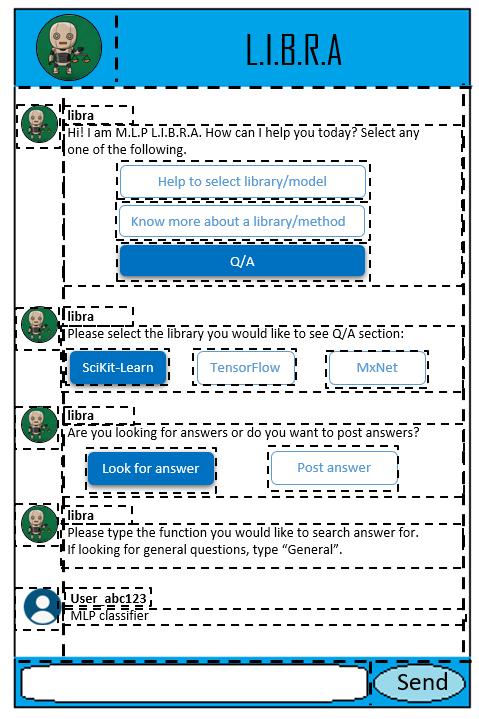 L.I.B.R.A
libra
Hi! I am M.L.P L.I.B.R.A. How can I help you today? Select any
one of the following.
Help to select library/model
Know more about a library/method
Q/A
libra
Please select the library you would like to see Q/A section:
SciKit-Learn
TensorFlow
MxNet
libra
Are you looking for answers or do you want to post answers?
Look for answer
Post answer
libra
Please type the function you would like to search answer for.
If looking for general questions, type “General”.
User_abc123
MLP classifier
Send